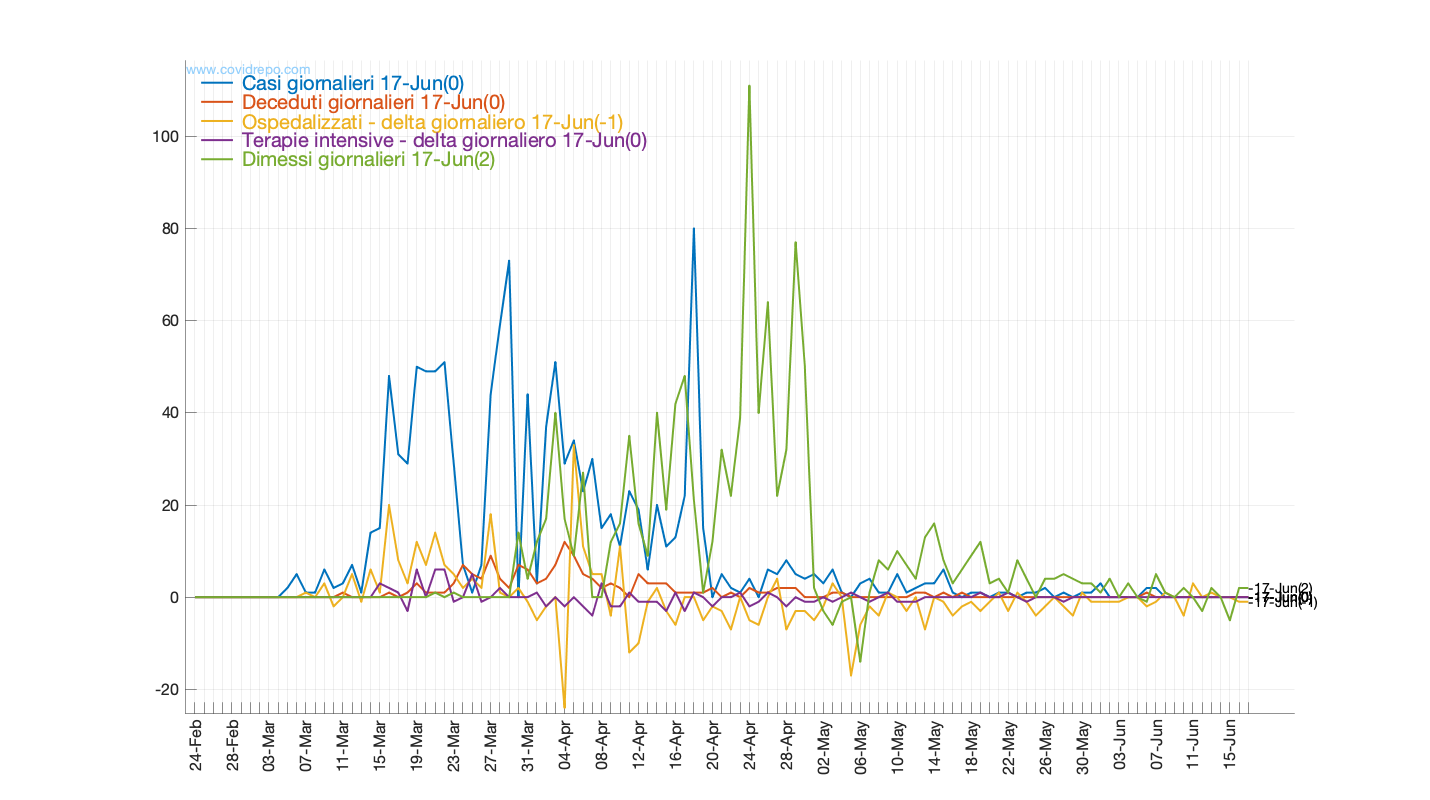 www.covidrepo.com
Casi giornalieri 17-Jun(0)
Deceduti giornalieri 17-Jun(0)
Ospedalizzati - delta giornaliero 17-Jun(-1)
Terapie intensive - delta giornaliero 17-Jun(0)
Dimessi giornalieri 17-Jun(2)
100
80
60
40
20
0
-20
17-Jun(2)
17-Jun(0)
17-Jun(-1)
24-Feb
28-Feb
03-Mar
07-Mar
11-Mar
15-Mar
19-Mar
23-Mar
27-Mar
31-Mar
04-Apr
08-Apr
12-Apr
16-Apr
20-Apr
24-Apr
28-Apr
02-May
06-May
10-May
14-May
18-May
22-May
26-May
30-May
03-Jun
07-Jun
11-Jun
15-Jun